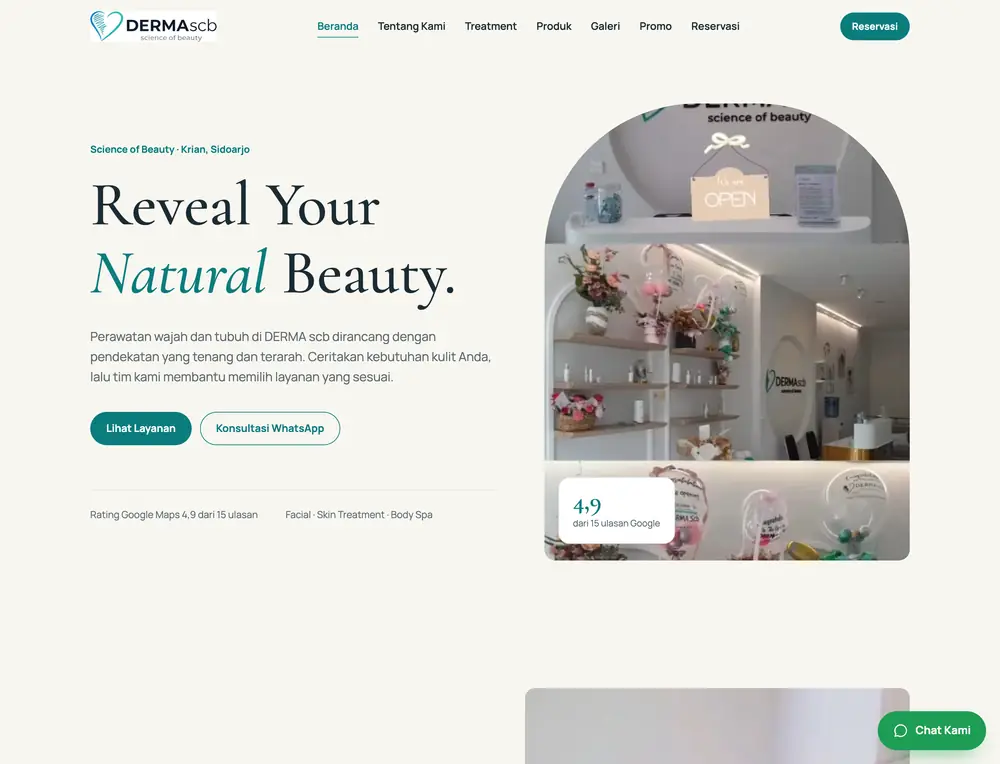 DERMAscb
science of beauty
Beranda
Tentang Kami
Treatment
Produk
Galeri
Promo
Reservasi
Reservasi
Science of Beauty · Krian, Sidoarjo
Reveal Your
Natural Beauty.
Perawatan wajah dan tubuh di DERMA scb dirancang dengan
pendekatan yang tenang dan terarah. Ceritakan kebutuhan kulit Anda,
lalu tim kami membantu memilih layanan yang sesuai.
Lihat Layanan
Konsultasi WhatsApp
Rating Google Maps 4,9 dari 15 ulasan
Facial · Skin Treatment · Body Spa
science of beauty
OPEN
DERMAscb
4,9
dari 15 ulasan Google
Chat Kami